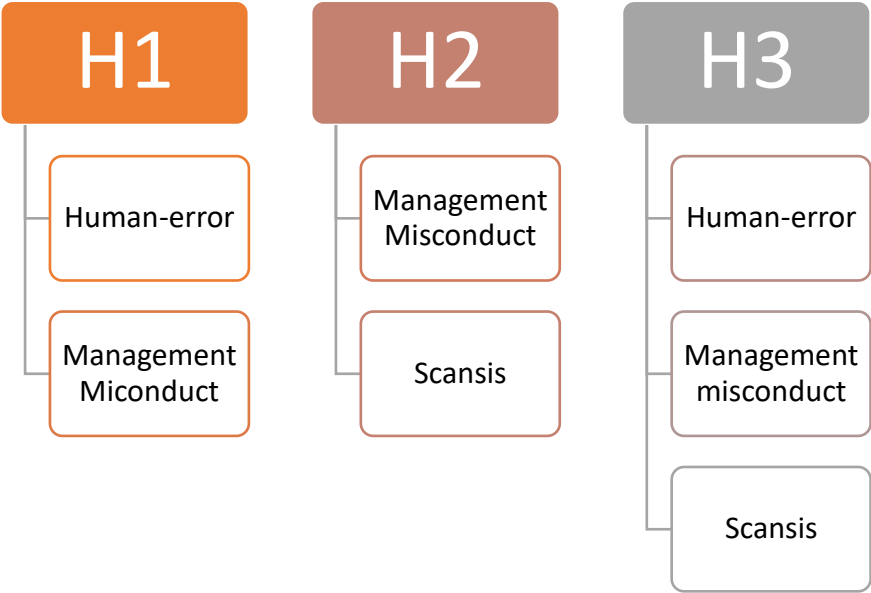 H1
Human-error
Management
Miconduct
H2
Management
Misconduct
Scansis
H3
Human-error
Management
misconduct
Scansis